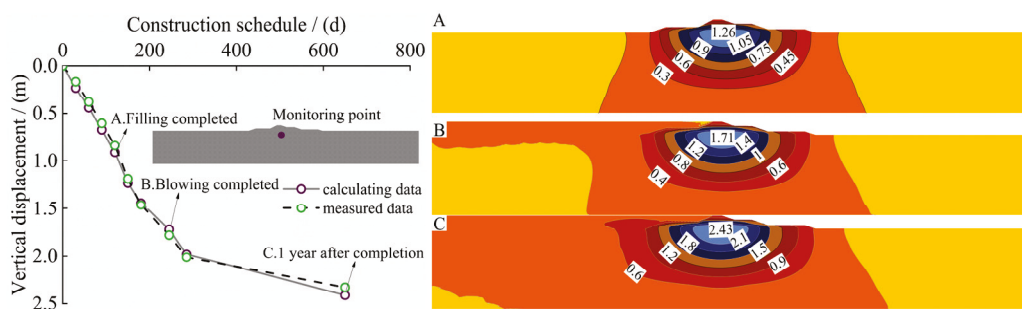 Construction schedule / (d)
0 200 400 600 800
Vertical displacement / (m)
0.0
0.5
1.0
1.5
2.0
2.5
Monitoring point
A.Filling completed
B.Blowing completed
calculating data
measured data
C.1 year after completion
A
1.26
0.9 1.05 0.75
0.6 0.45
0.3
B
1.71
1.2 1.4
0.8 1 0.6
0.4
C
2.43
1.8 2.1
1.2 1.5
0.6 0.9